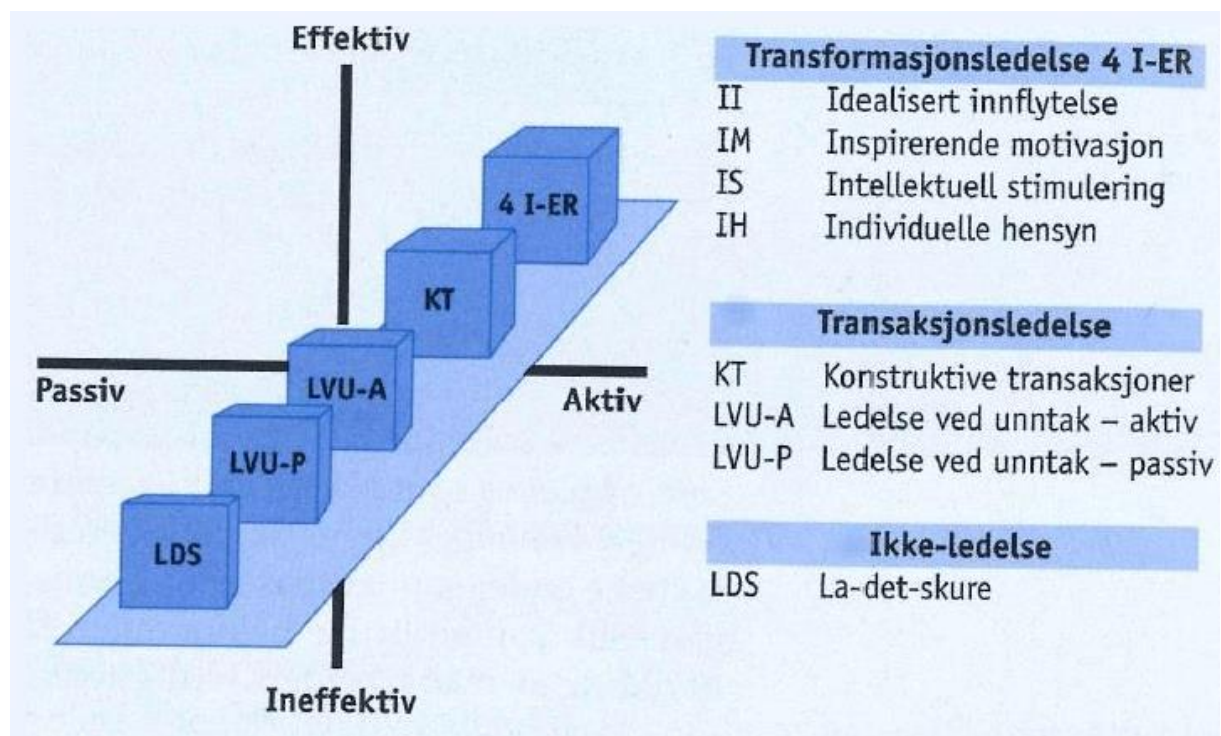 Effektiv
4 I-ER
KT
LVU-A
Passiv
Aktiv
LVU-P
LDS
Ineffektiv
Transformasjonsledelse 4 I-ER
II Idealisert innflytelse
IM Inspirerende motivasjon
IS Intellektuell stimulering
IH Individuelle hensyn
Transaksjonsledelse
KT Konstruktive transaksjoner
LVU-A Ledelse ved unntak – aktiv
LVU-P Ledelse ved unntak – passiv
Ikke-ledelse
LDS La-det-skure